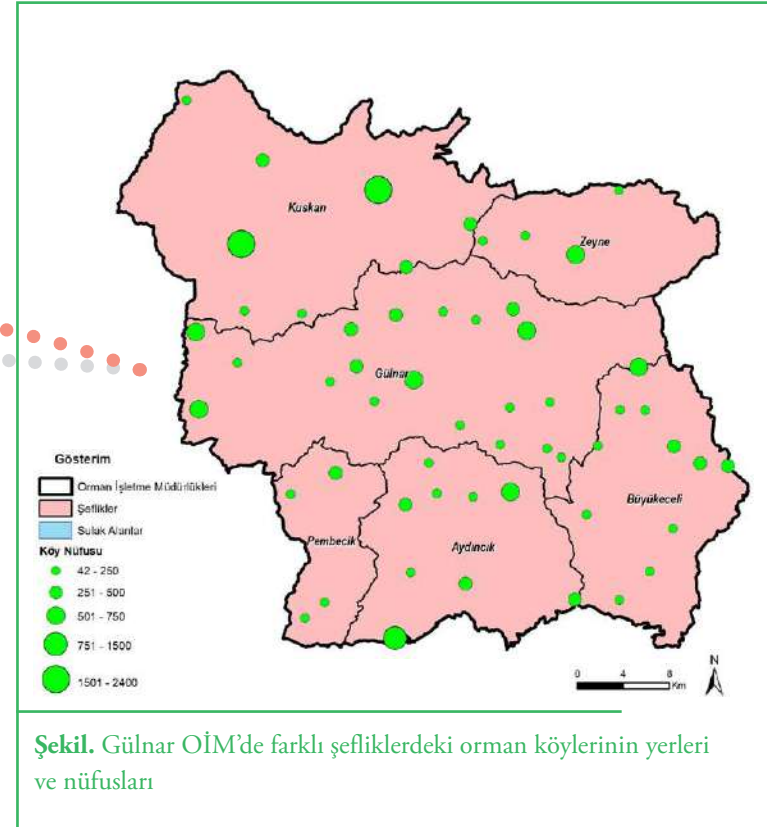 Kuskan
Zeyne
Gülnar
Büyükeceli
Pembecik
Aydıncık
Gösterim
Orman İşletme Müdürlükleri
Şeflikler
Sulak Alanlar
Köy Nüfusu
42 - 250
251 - 500
501 - 750
751 - 1500
1501 - 2400
0 4 8
Km
N
Şekil. Gülnar OİM’de farklı şefliklerdeki orman köylerinin yerleri
ve nüfusları